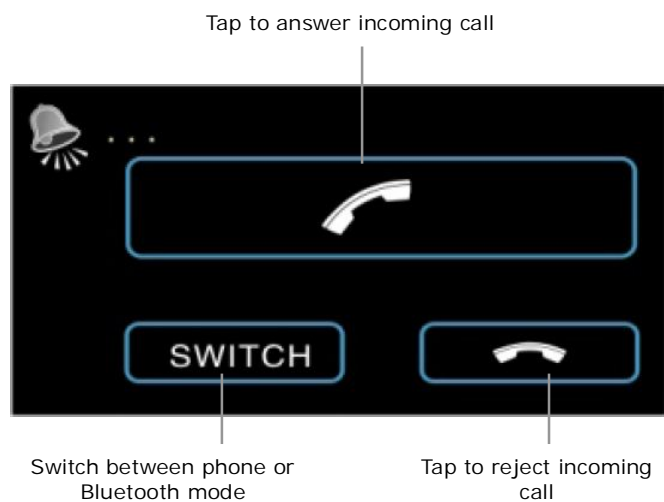 Tap to answer incoming call
SWITCH
Switch between phone or
Bluetooth mode
Tap to reject incoming
call